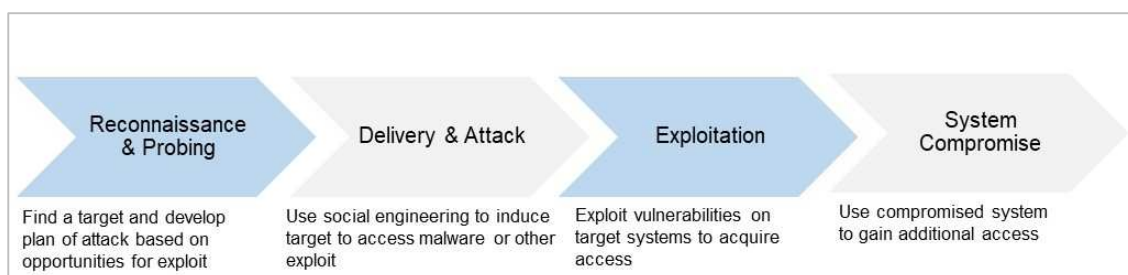 Reconnaissance
& Probing
Delivery & Attack
Exploitation
System
Compromise
Find a target and develop
plan of attack based on
opportunities for exploit
Use social engineering to induce
target to access malware or other
exploit
Exploit vulnerabilities on
target systems to acquire
access
Use compromised system
to gain additional access